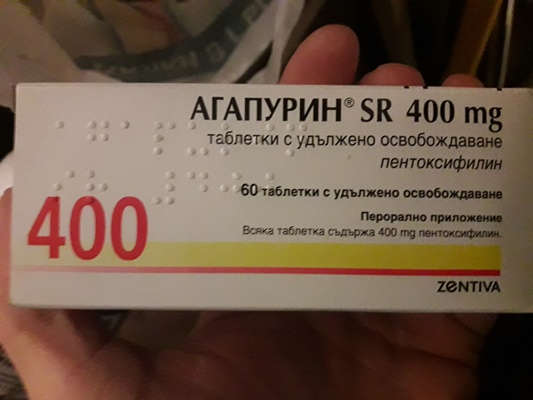 АГАПУРИН® SR 400 mg
таблетки с удължено освобождаване
пентоксифилин
60 таблетки с удължено освобождаване
400
Перорално приложение
Всяка таблетка съдържа 400 mg пентоксифилин.
ZENTIVA